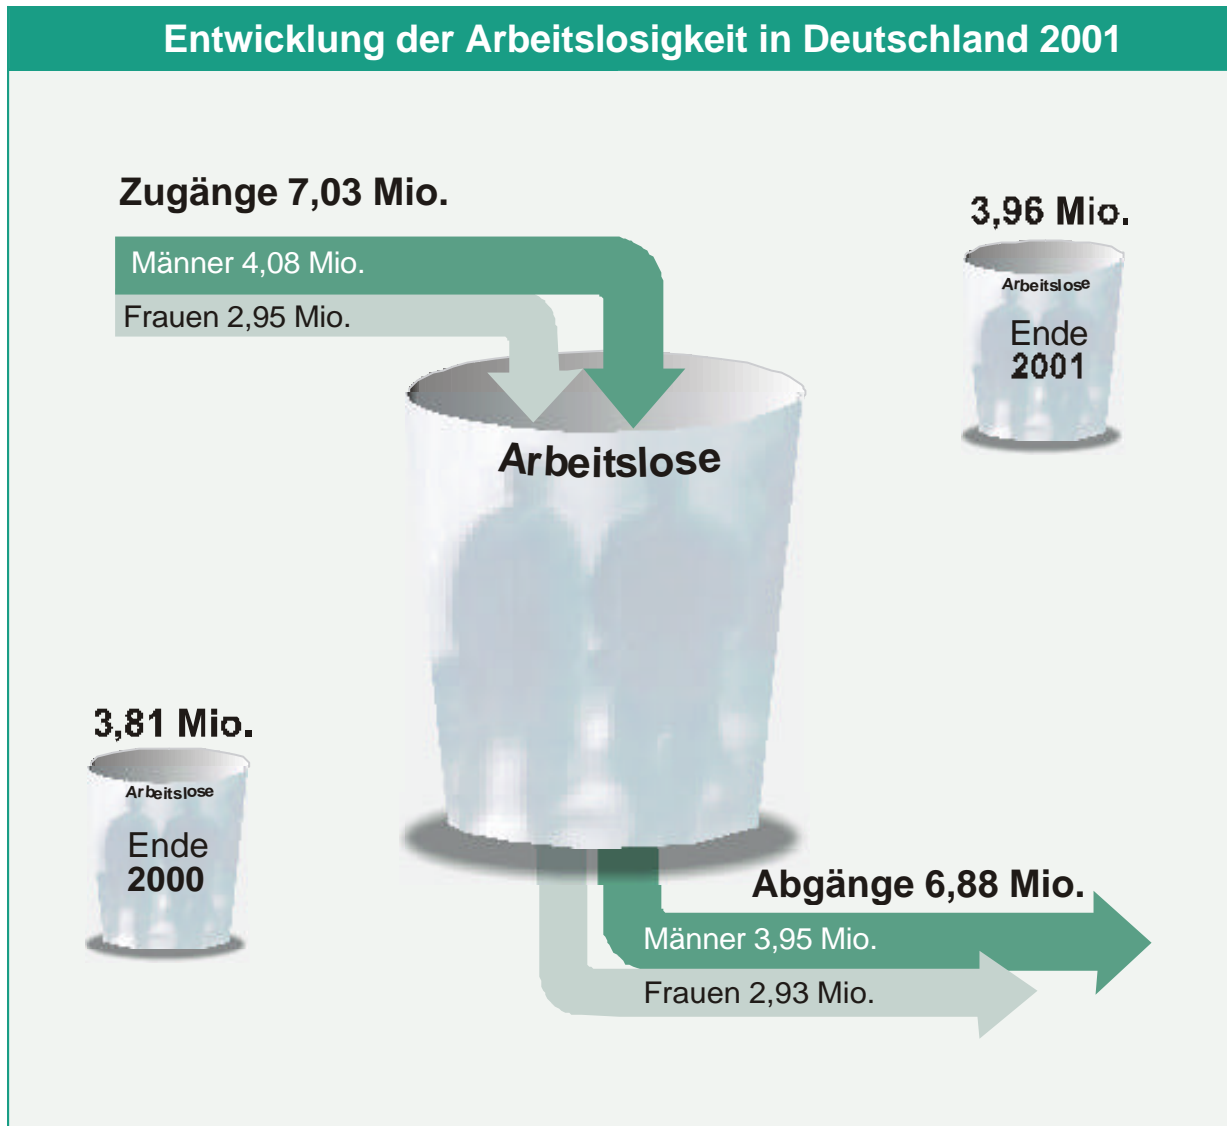 Entwicklung der Arbeitslosigkeit in Deutschland 2001
Zugänge 7,03 Mio.
Männer 4,08 Mio.
Frauen 2,95 Mio.
3,96 Mio.
Arbeitslose
Ende
2001
Arbeitslose
3,81 Mio.
Arbeitslose
Ende
2000
Abgänge 6,88 Mio.
Männer 3,95 Mio.
Frauen 2,93 Mio.